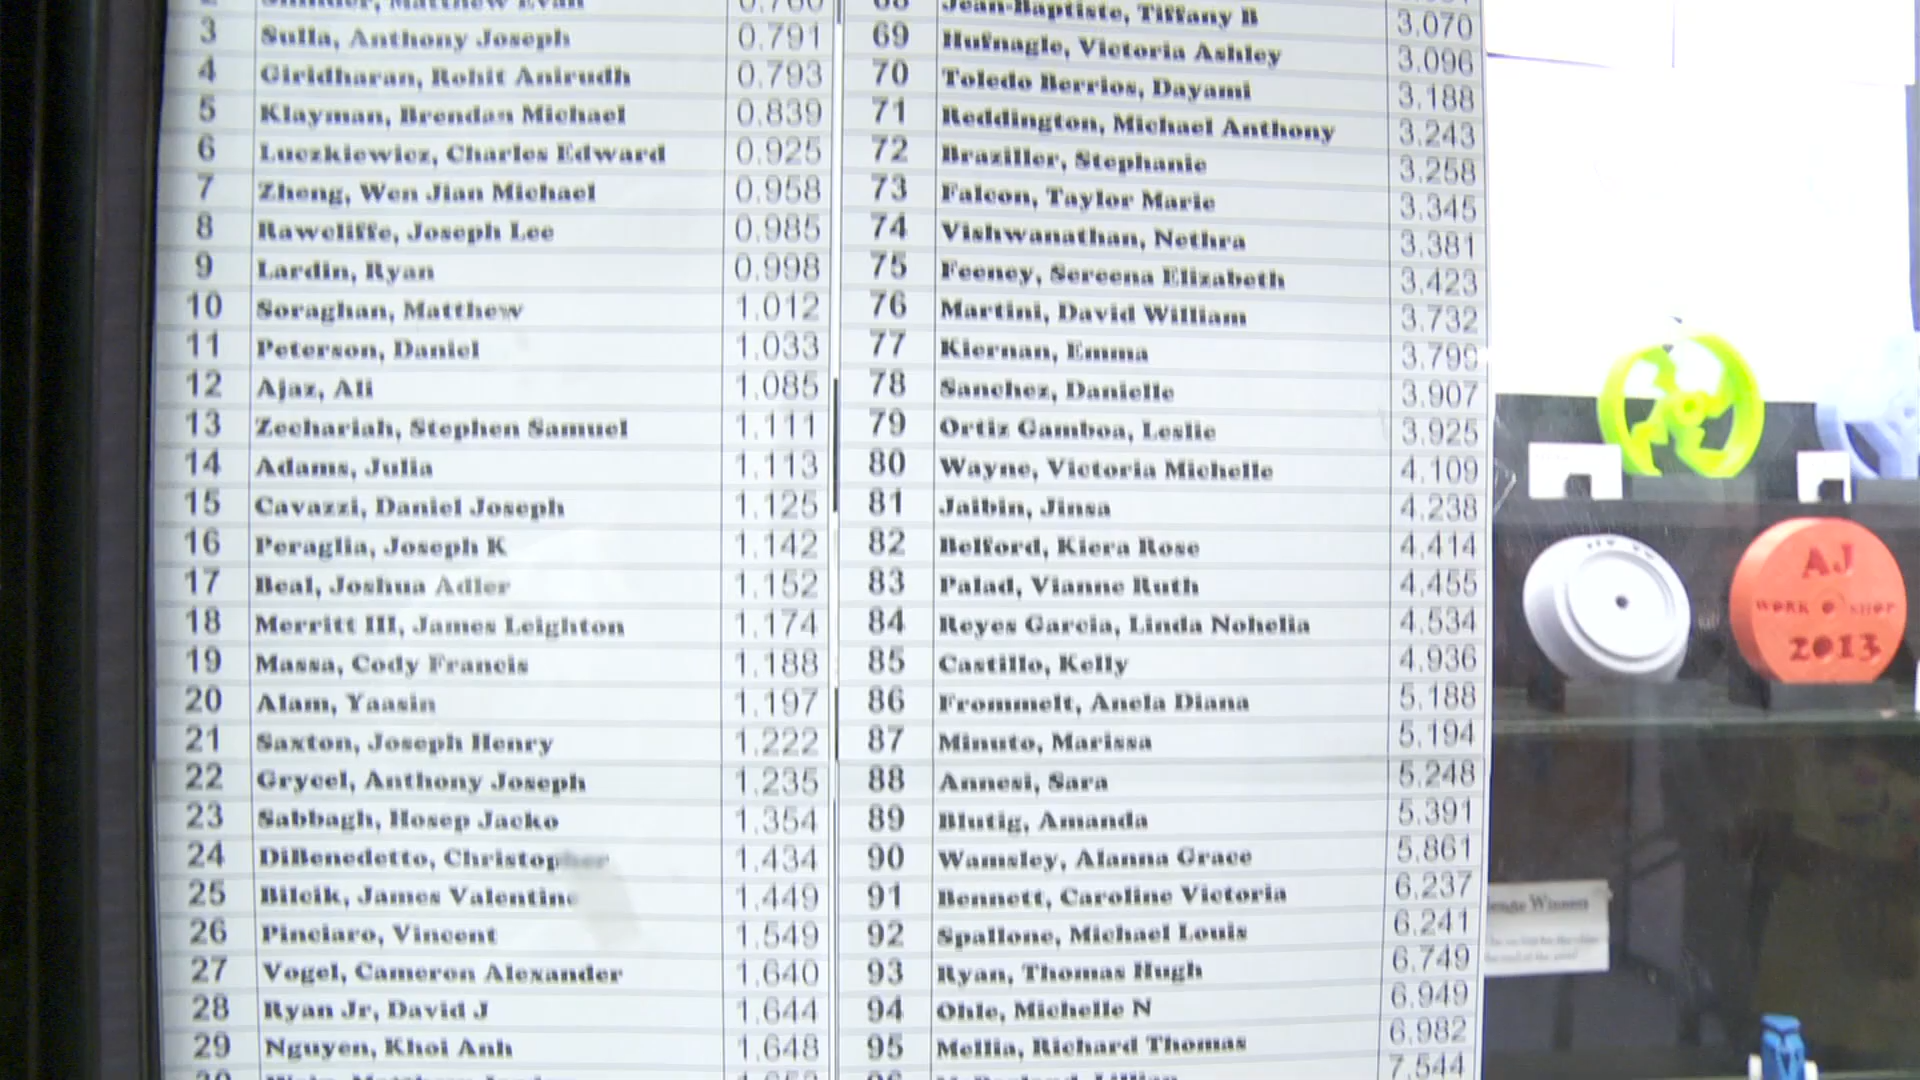 2 Matthew Evan 0.760
3 Sulla, Anthony Joseph 0.791
4 Giridharan, Rohit Anirudh 0.793
5 Klayman, Brendan Michael 0.839
6 Luczkiewicz, Charles Edward 0.925
7 Zheng, Wen Jian Michael 0.958
8 Rawcliffe, Joseph Lee 0.985
9 Lardin, Ryan 0.998
10 Soraghan, Matthew 1.012
11 Peterson, Daniel 1.033
12 Ajaz, Ali 1.085
13 Zechariah, Stephen Samuel 1.111
14 Adams, Julia 1.113
15 Cavazzi, Daniel Joseph 1.125
16 Peraglia, Joseph K 1.142
17 Beal, Joshua Adler 1.152
18 Merritt III, James Leighton 1.174
19 Massa, Cody Francis 1.188
20 Alam, Yaasin 1.197
21 Saxton, Joseph Henry 1.222
22 Grycel, Anthony Joseph 1.235
23 Sabbagh, Hosep Jacko 1.354
24 DiBenedetto, Christopher 1.434
25 Bilcik, James Valentine 1.449
26 Pinciaro, Vincent 1.549
27 Vogel, Cameron Alexander 1.640
28 Ryan Jr, David J 1.644
29 Nguyen, Khoi Anh 1.648
68 Jean-Baptiste, Tiffany B 3.070
69 Hufnagle, Victoria Ashley 3.096
70 Toledo Berrios, Dayami 3.188
71 Reddington, Michael Anthony 3.243
72 Braziller, Stephanie 3.258
73 Falcon, Taylor Marie 3.345
74 Vishwanathan, Nethra 3.381
75 Feeney, Sereena Elizabeth 3.423
76 Martini, David William 3.732
77 Kiernan, Emma 3.799
78 Sanchez, Danielle 3.907
79 Ortiz Gamboa, Leslie 3.925
80 Wayne, Victoria Michelle 4.109
81 Jaibin, Jinsa 4.238
82 Belford, Kiera Rose 4.414
83 Palad, Vianne Ruth 4.455
84 Reyes Garcia, Linda Nohelia 4.534
85 Castillo, Kelly 4.936
86 Frommelt, Anela Diana 5.188
87 Minuto, Marissa 5.194
88 Annesi, Sara 5.248
89 Blutig, Amanda 5.391
90 Wamsley, Alanna Grace 5.861
91 Bennett, Caroline Victoria 6.237
92 Spallone, Michael Louis 6.241
93 Ryan, Thomas Hugh 6.749
94 Ohle, Michelle N 6.949
95 Mellia, Richard Thomas 6.982
7.544
AJ
WORK SHOP
2013
Winners